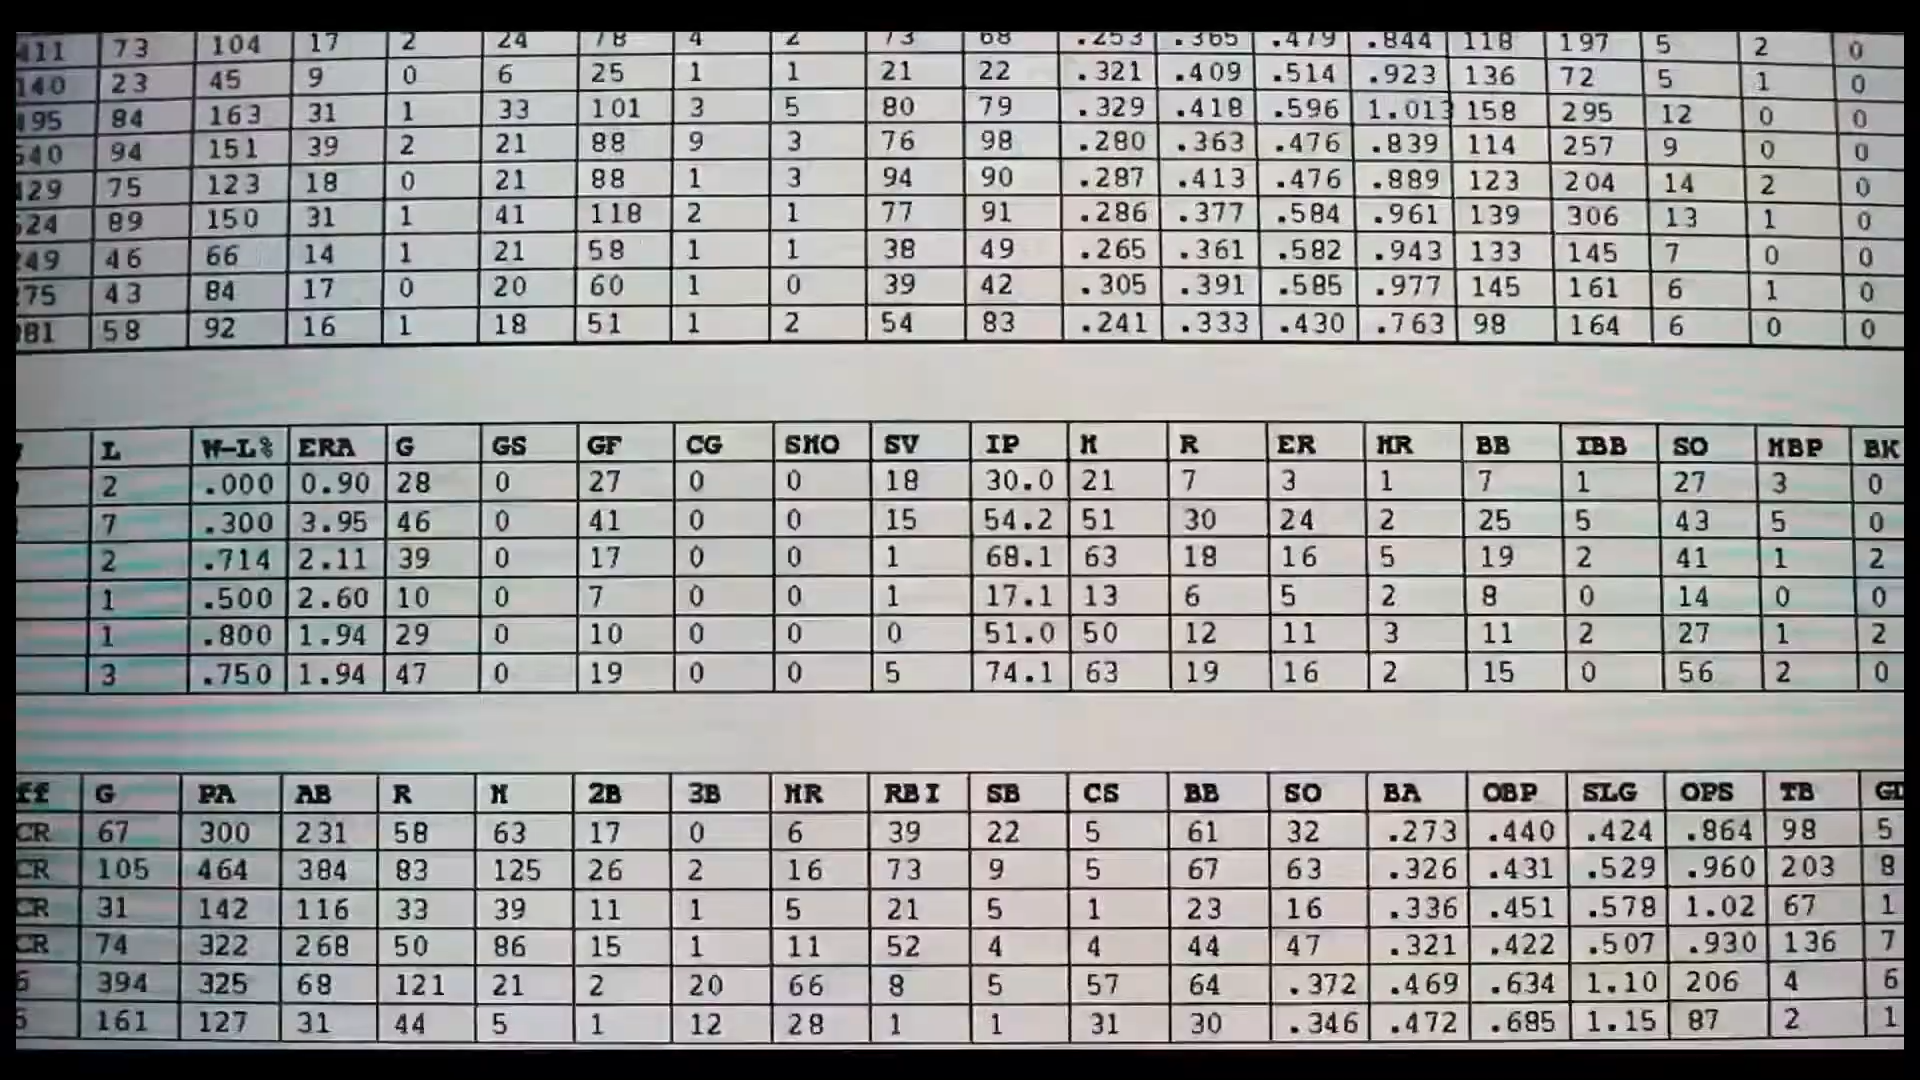 411 73 104 17 2 24 78 4 2 73 68 .253 .365 .479 .844 118 197 5 2 0
140 23 45 9 0 6 25 1 1 21 22 .321 .409 .514 .923 136 72 5 1 0
495 84 163 31 1 33 101 3 5 80 79 .329 .418 .596 1.013 158 295 12 0 0
540 94 151 39 2 21 88 9 3 76 98 .280 .363 .476 .839 114 257 9 0 0
429 75 123 18 0 21 88 1 3 94 90 .287 .413 .476 .889 123 204 14 2 0
524 89 150 31 1 41 118 2 1 77 91 .286 .377 .584 .961 139 306 13 1 0
249 46 66 14 1 21 58 1 1 38 49 .265 .361 .582 .943 133 145 7 0 0
275 43 84 17 0 20 60 1 0 39 42 .305 .391 .585 .977 145 161 6 1 0
381 58 92 16 1 18 51 1 2 54 83 .241 .333 .430 .763 98 164 6 0 0
L W-L% ERA G GS GF CG SHO SV IP H R ER HR BB IBB SO HBP BK
2 .000 0.90 28 0 27 0 0 18 30.0 21 7 3 1 7 1 27 3 0
7 .300 3.95 46 0 41 0 0 15 54.2 51 30 24 2 25 5 43 5 0
2 .714 2.11 39 0 17 0 0 1 68.1 63 18 16 5 19 2 41 1 2
1 .500 2.60 10 0 7 0 0 1 17.1 13 6 5 2 8 0 14 0 0
1 .800 1.94 29 0 10 0 0 0 51.0 50 12 11 3 11 2 27 1 2
3 .750 1.94 47 0 19 0 0 5 74.1 63 19 16 2 15 0 56 2 0
ff G PA AB R H 2B 3B HR RBI SB CS BB SO BA OBP SLG OPS TB GD
CR 67 300 231 58 63 17 0 6 39 22 5 61 32 .273 .440 .424 .864 98 5
CR 105 464 384 83 125 26 2 16 73 9 5 67 63 .326 .431 .529 .960 203 8
CR 31 142 116 33 39 11 1 5 21 5 1 23 16 .336 .451 .578 1.02 67 1
CR 74 322 268 50 86 15 1 11 52 4 4 44 47 .321 .422 .507 .930 136 7
6 394 325 68 121 21 2 20 66 8 5 57 64 .372 .469 .634 1.10 206 4 6
5 161 127 31 44 5 1 12 28 1 1 31 30 .346 .472 .685 1.15 87 2 1